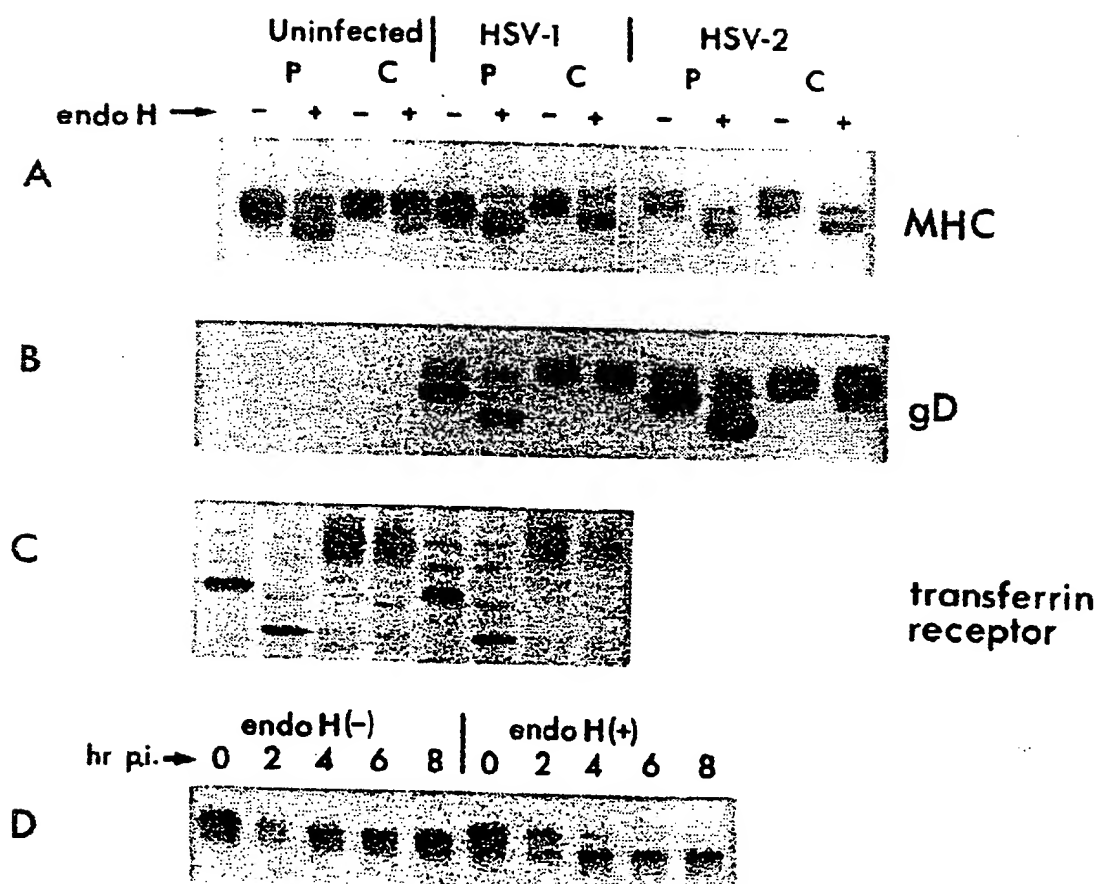 Uninfected | HSV-1 | HSV-2
P C P C P C
endo H → - + - + - + - + - + - +
A
MHC
B
gD
C
transferrin
receptor
endo H (-) | endo H (+)
hr p.i. → 0 2 4 6 8 0 2 4 6 8
D